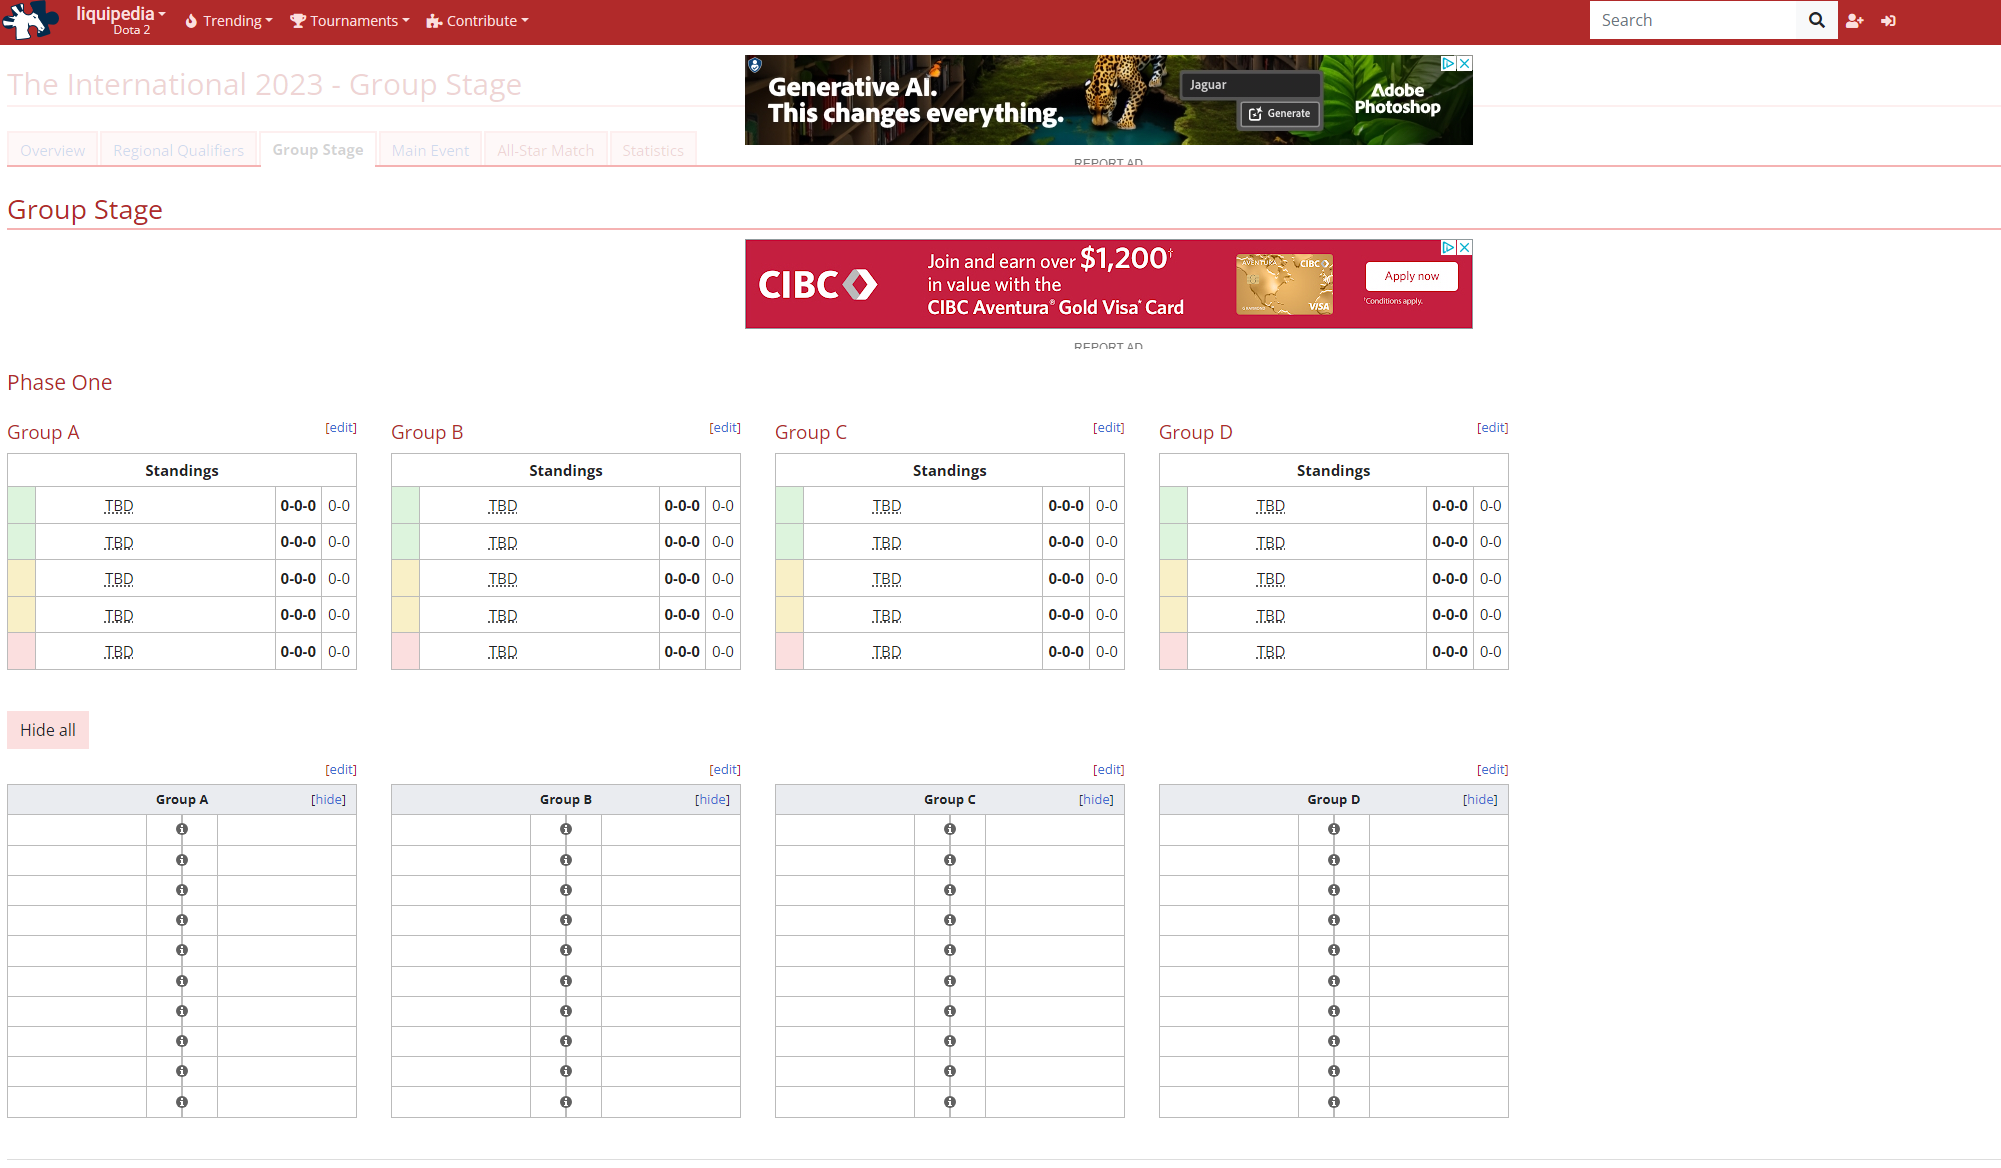 liquipedia
Dota 2
Trending
Tournaments
Contribute
Search
The International 2023 - Group Stage
Generative AI.
This changes everything.
Jaguar
Generate
Adobe
Photoshop
REPORT AD
Overview
Regional Qualifiers
Group Stage
Main Event
All-Star Match
Statistics
Group Stage
CIBC
Join and earn over $1,200†
in value with the
CIBC Aventura® Gold Visa* Card
AVENTURA
CIBC
VISA
Apply now
†Conditions apply.
REPORT AD
Phase One
Group A [edit]
Group B [edit]
Group C [edit]
Group D [edit]
Standings Standings Standings Standings
TBD 0-0-0 0-0 TBD 0-0-0 0-0 TBD 0-0-0 0-0 TBD 0-0-0 0-0
TBD 0-0-0 0-0 TBD 0-0-0 0-0 TBD 0-0-0 0-0 TBD 0-0-0 0-0
TBD 0-0-0 0-0 TBD 0-0-0 0-0 TBD 0-0-0 0-0 TBD 0-0-0 0-0
TBD 0-0-0 0-0 TBD 0-0-0 0-0 TBD 0-0-0 0-0 TBD 0-0-0 0-0
TBD 0-0-0 0-0 TBD 0-0-0 0-0 TBD 0-0-0 0-0 TBD 0-0-0 0-0
Hide all
[edit] [edit] [edit] [edit]
Group A [hide] Group B [hide] Group C [hide] Group D [hide]